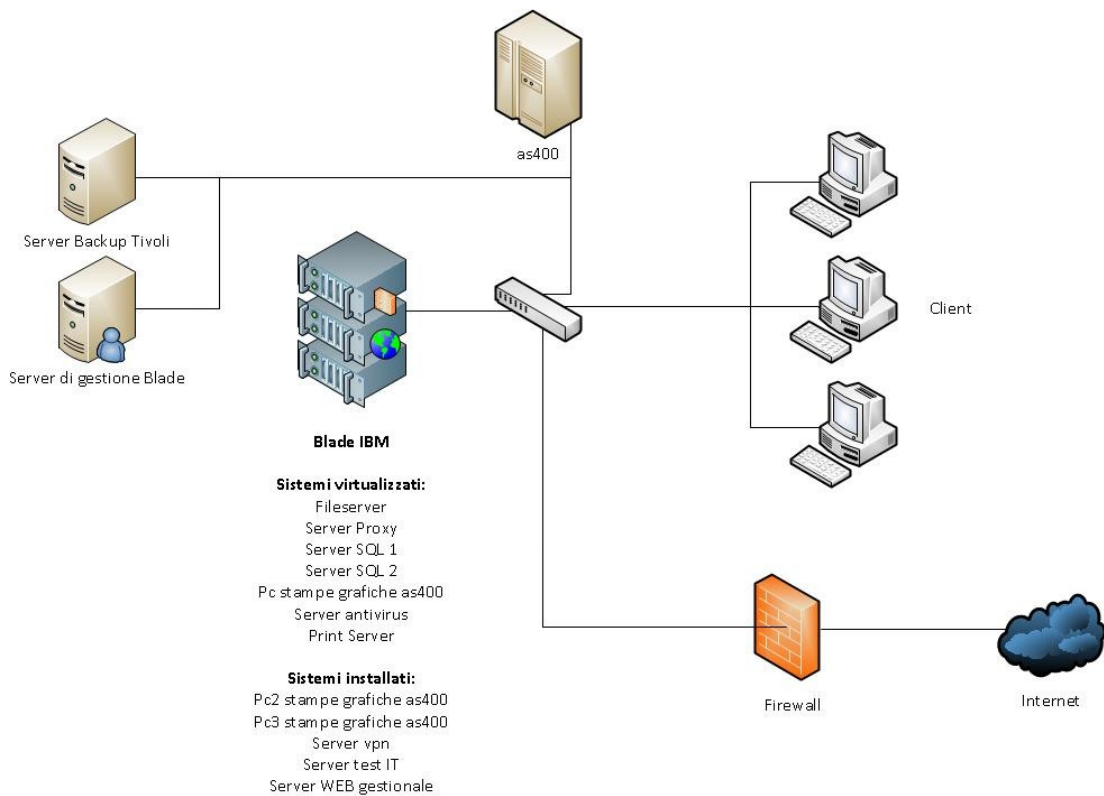 as400
Server Backup Tivoli
Server di gestione Blade
Client
Blade IBM
Sistemi virtualizzati:
Fileserver
Server Proxy
Server SQL 1
Server SQL 2
Pc stampe grafiche as400
Server antivirus
Print Server
Sistemi installati:
Pc2 stampe grafiche as400
Pc3 stampe grafiche as400
Server vpn
Server test IT
Server WEB gestionale
Firewall
Internet